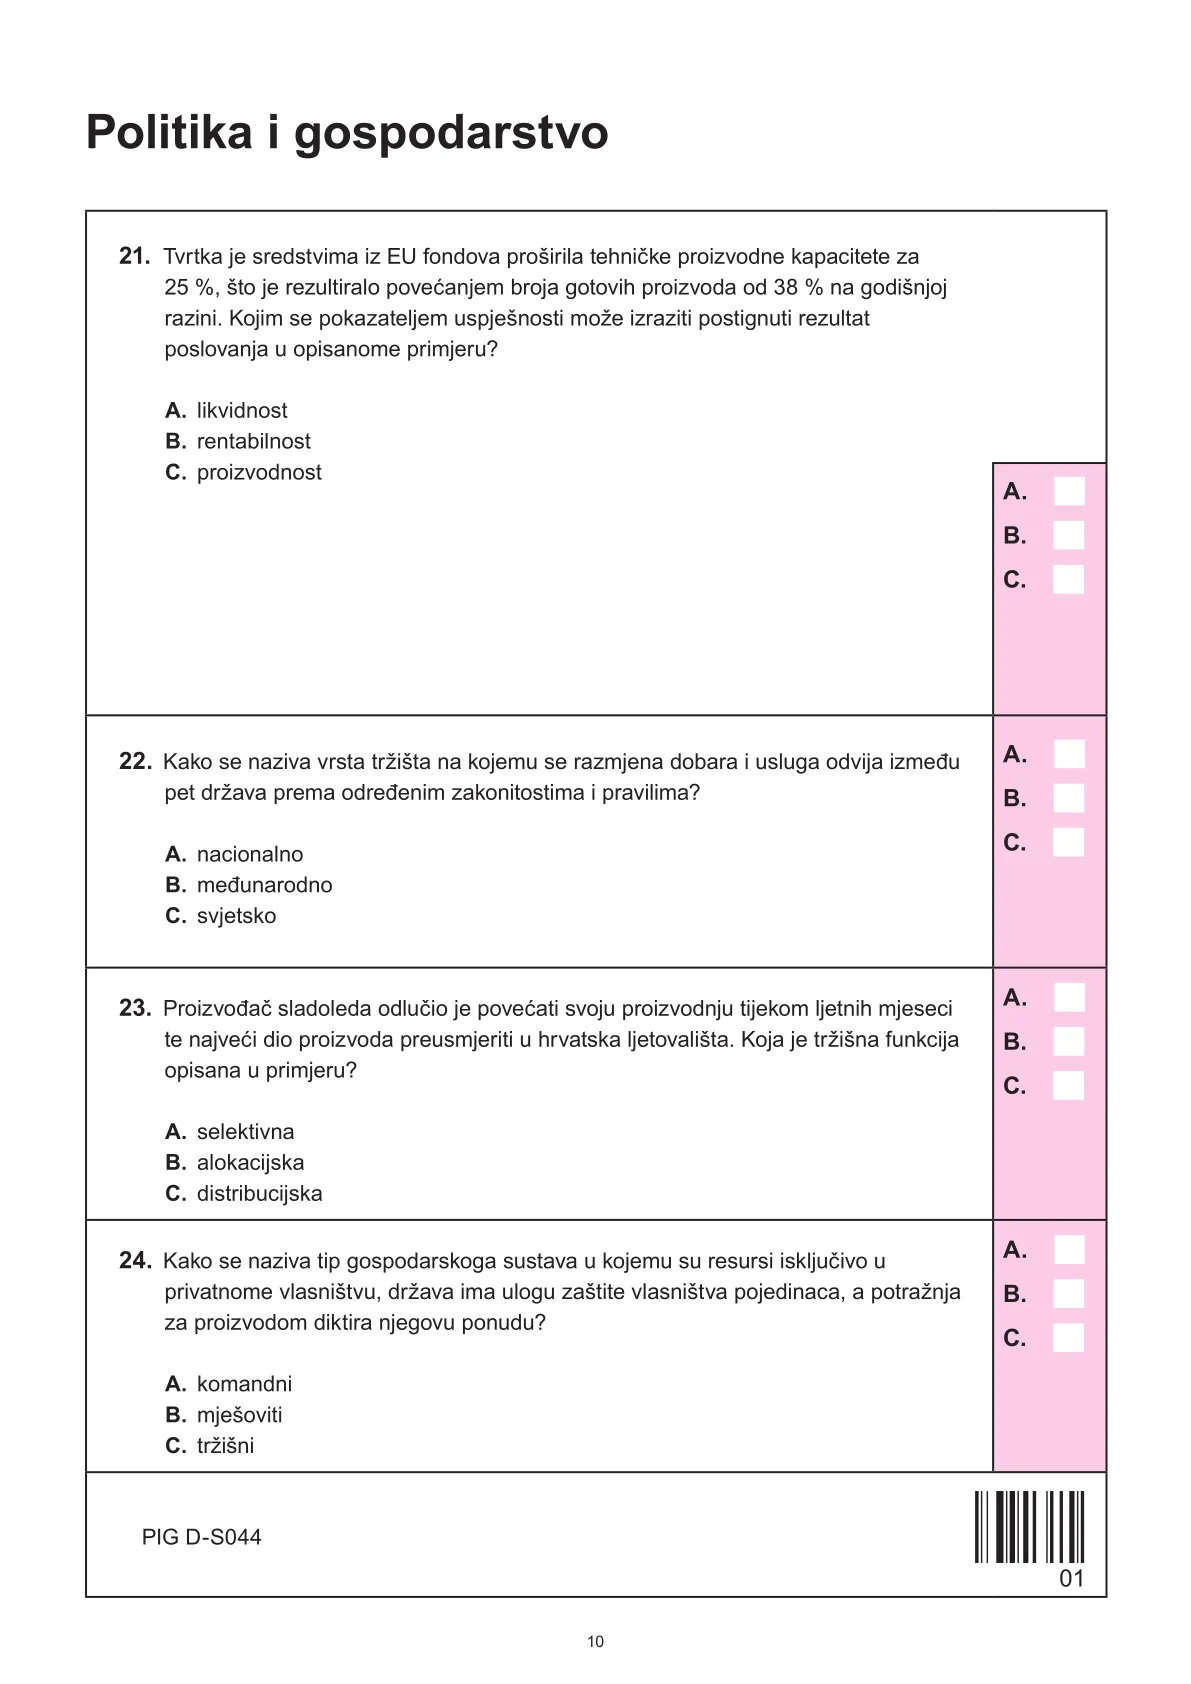 Politika i gospodarstvo
21. Tvrtka je sredstvima iz EU fondova proširila tehničke proizvodne kapacitete za
25 %, što je rezultiralo povećanjem broja gotovih proizvoda od 38 % na godišnjoj
razini. Kojim se pokazateljem uspješnosti može izraziti postignuti rezultat
poslovanja u opisanome primjeru?
A. likvidnost
B. rentabilnost
C. proizvodnost
A.
B.
C.
22. Kako se naziva vrsta tržišta na kojemu se razmjena dobara i usluga odvija između
pet država prema određenim zakonitostima i pravilima?
A. nacionalno
B. međunarodno
C. svjetsko
A.
B.
C.
23. Proizvođač sladoleda odlučio je povećati svoju proizvodnju tijekom ljetnih mjeseci
te najveći dio proizvoda preusmjeriti u hrvatska ljetovališta. Koja je tržišna funkcija
opisana u primjeru?
A. selektivna
B. alokacijska
C. distribucijska
A.
B.
C.
24. Kako se naziva tip gospodarskoga sustava u kojemu su resursi isključivo u
privatnome vlasništvu, država ima ulogu zaštite vlasništva pojedinaca, a potražnja
za proizvodom diktira njegovu ponudu?
A. komandni
B. mješoviti
C. tržišni
A.
B.
C.
PIG D-S044
01
10